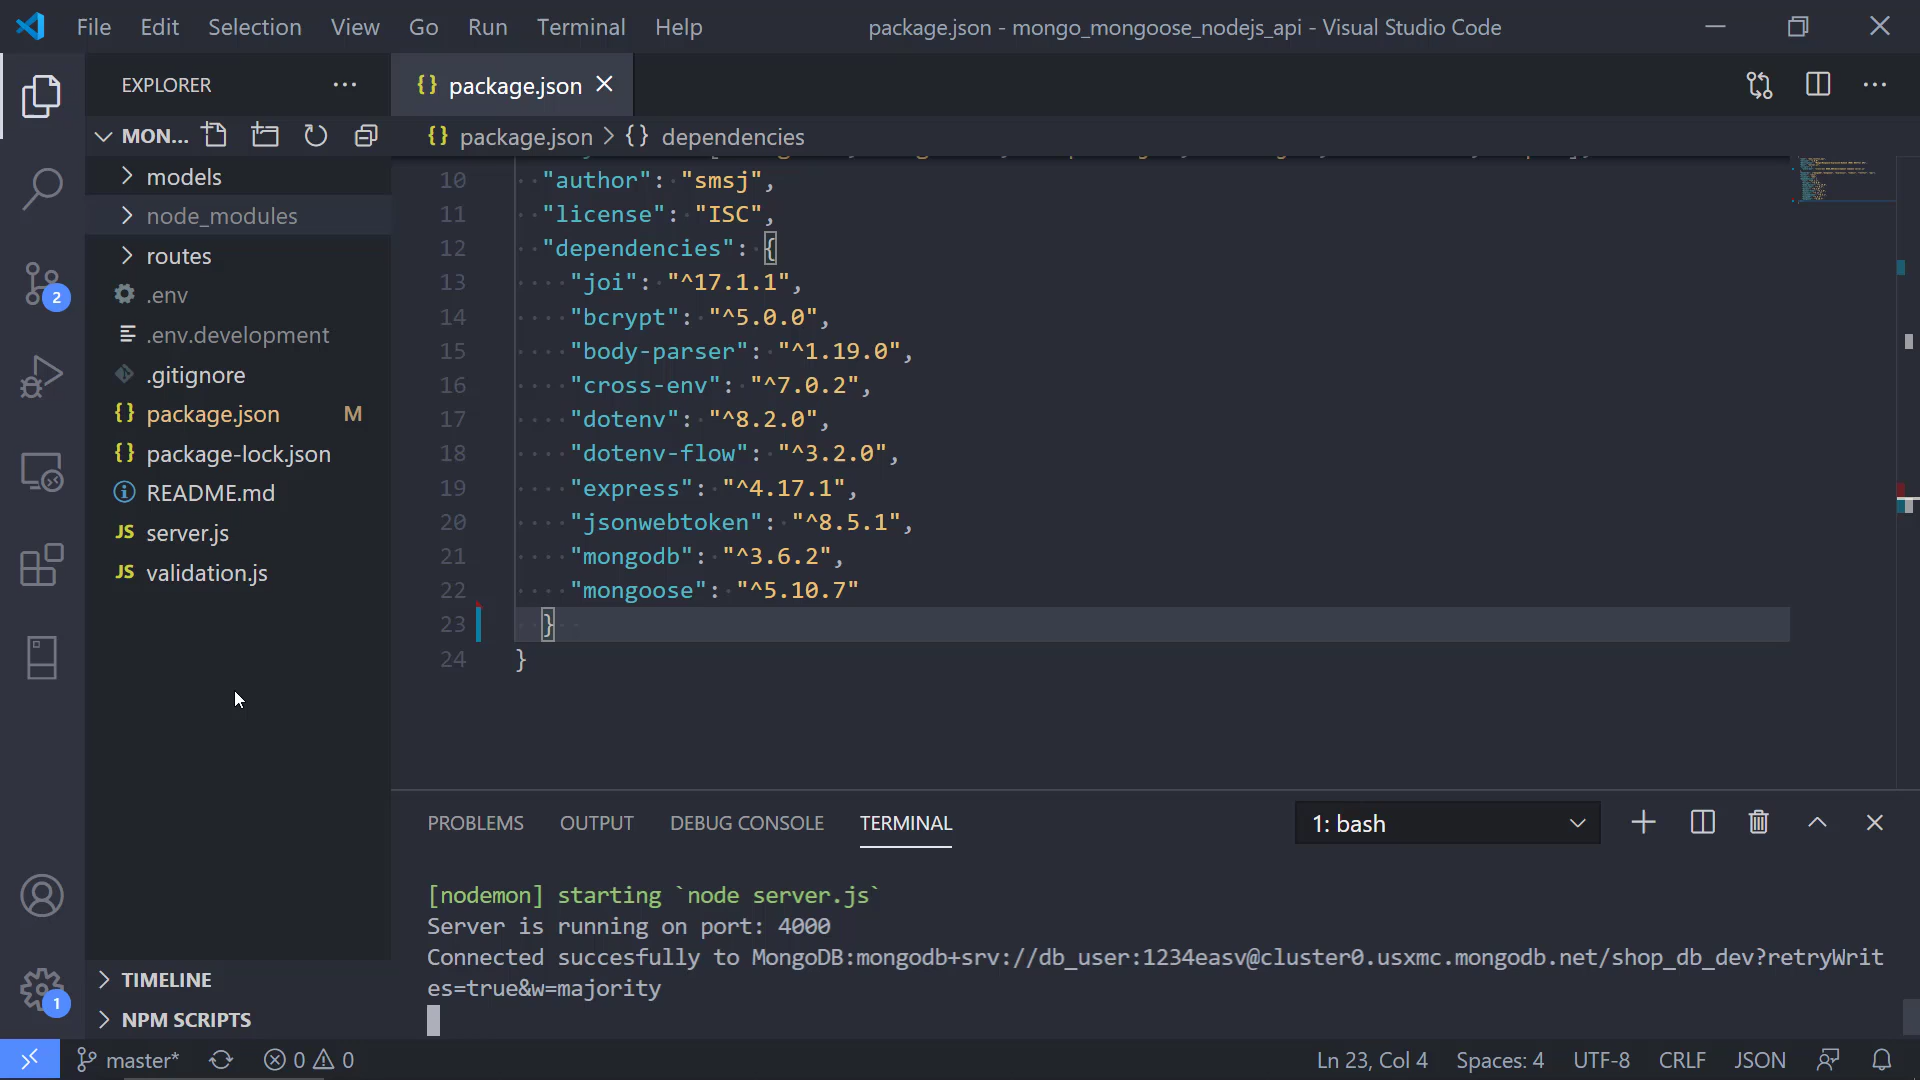 File Edit Selection View Go Run Terminal Help package.json - mongo_mongoose_nodejs_api - Visual Studio Code
EXPLORER
{} package.json
MON...
{} package.json > {} dependencies
models
node_modules
routes
.env
.env.development
.gitignore
{} package.json M
{} package-lock.json
README.md
JS server.js
JS validation.js
TIMELINE
NPM SCRIPTS
2
1
10 "author": "smsj",
11 "license": "ISC",
12 "dependencies": {
13 "joi": "^17.1.1",
14 "bcrypt": "^5.0.0",
15 "body-parser": "^1.19.0",
16 "cross-env": "^7.0.2",
17 "dotenv": "^8.2.0",
18 "dotenv-flow": "^3.2.0",
19 "express": "^4.17.1",
20 "jsonwebtoken": "^8.5.1",
21 "mongodb": "^3.6.2",
22 "mongoose": "^5.10.7"
23 }
24 }
PROBLEMS OUTPUT DEBUG CONSOLE TERMINAL 1: bash
[nodemon] starting `node server.js`
Server is running on port: 4000
Connected succesfully to MongoDB:mongodb+srv://db_user:1234easv@cluster0.usxmc.mongodb.net/shop_db_dev?retryWrit
es=true&w=majority
master* 0 0 Ln 23, Col 4 Spaces: 4 UTF-8 CRLF JSON